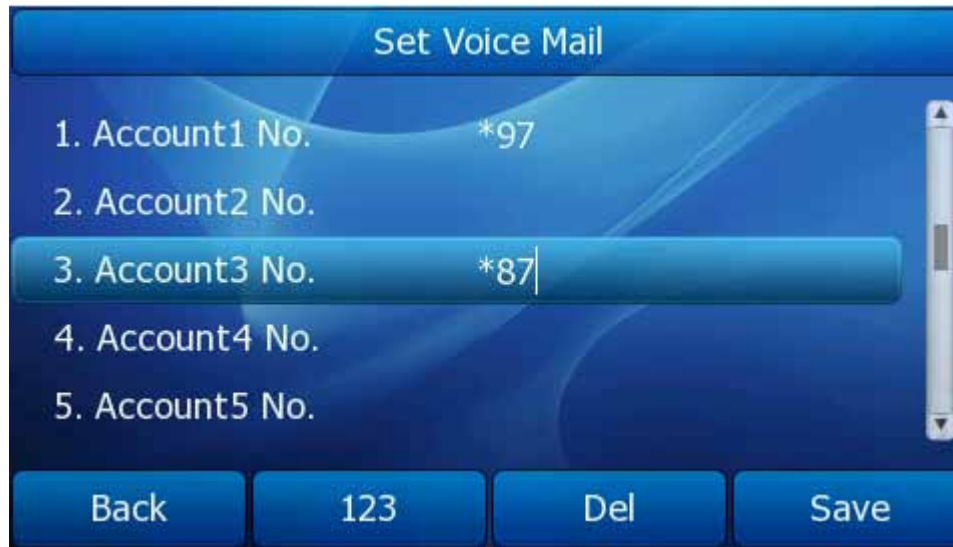 Set Voice Mail
1. Account1 No. *97
2. Account2 No.
3. Account3 No. *87
4. Account4 No.
5. Account5 No.
Back 123 Del Save